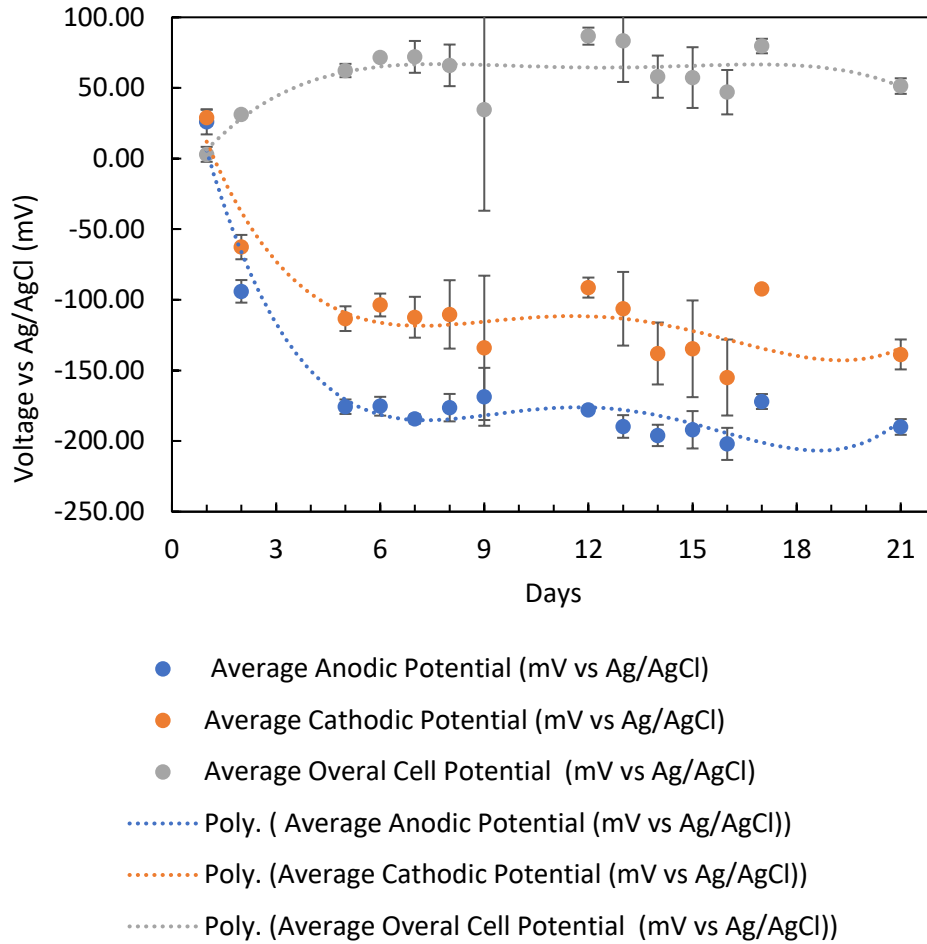 100.00
50.00
0.00
-50.00
-100.00
-150.00
-200.00
-250.00
Voltage vs Ag/AgCl (mV)
0 3 6 9 12 15 18 21
Days
Average Anodic Potential (mV vs Ag/AgCl)
Average Cathodic Potential (mV vs Ag/AgCl)
Average Overal Cell Potential (mV vs Ag/AgCl)
Poly. ( Average Anodic Potential (mV vs Ag/AgCl))
Poly. (Average Cathodic Potential (mV vs Ag/AgCl))
Poly. (Average Overal Cell Potential (mV vs Ag/AgCl))